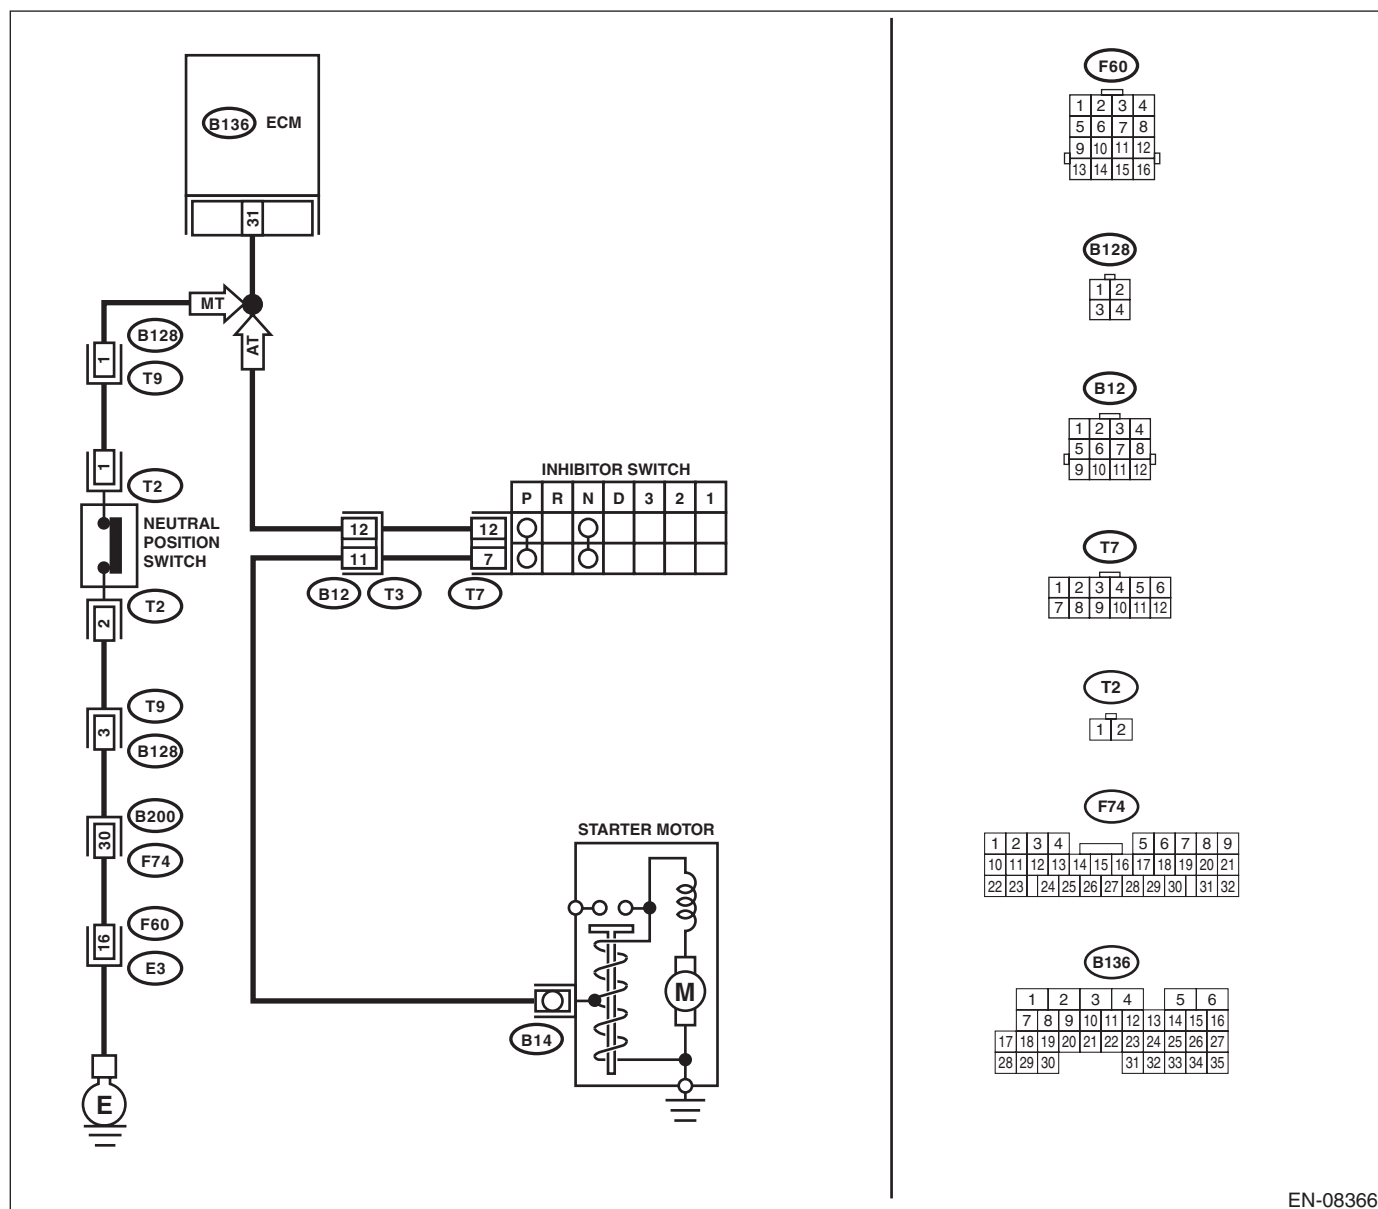 B136 ECM
31
MT
AT
B128
1
T9
1
T2
NEUTRAL
POSITION
SWITCH
T2
2
T9
3
B128
B200
30
F74
F60
16
E3
E
INHIBITOR SWITCH
P R N D 3 2 1
12 12
11 7
B12 T3 T7
STARTER MOTOR
M
B14
F60
1 2 3 4
5 6 7 8
9 10 11 12
13 14 15 16
B128
1 2
3 4
B12
1 2 3 4
5 6 7 8
9 10 11 12
T7
1 2 3 4 5 6
7 8 9 10 11 12
T2
1 2
F74
1 2 3 4 5 6 7 8 9
10 11 12 13 14 15 16 17 18 19 20 21
22 23 24 25 26 27 28 29 30 31 32
B136
1 2 3 4 5 6
7 8 9 10 11 12 13 14 15 16
17 18 19 20 21 22 23 24 25 26 27
28 29 30 31 32 33 34 35
EN-08366